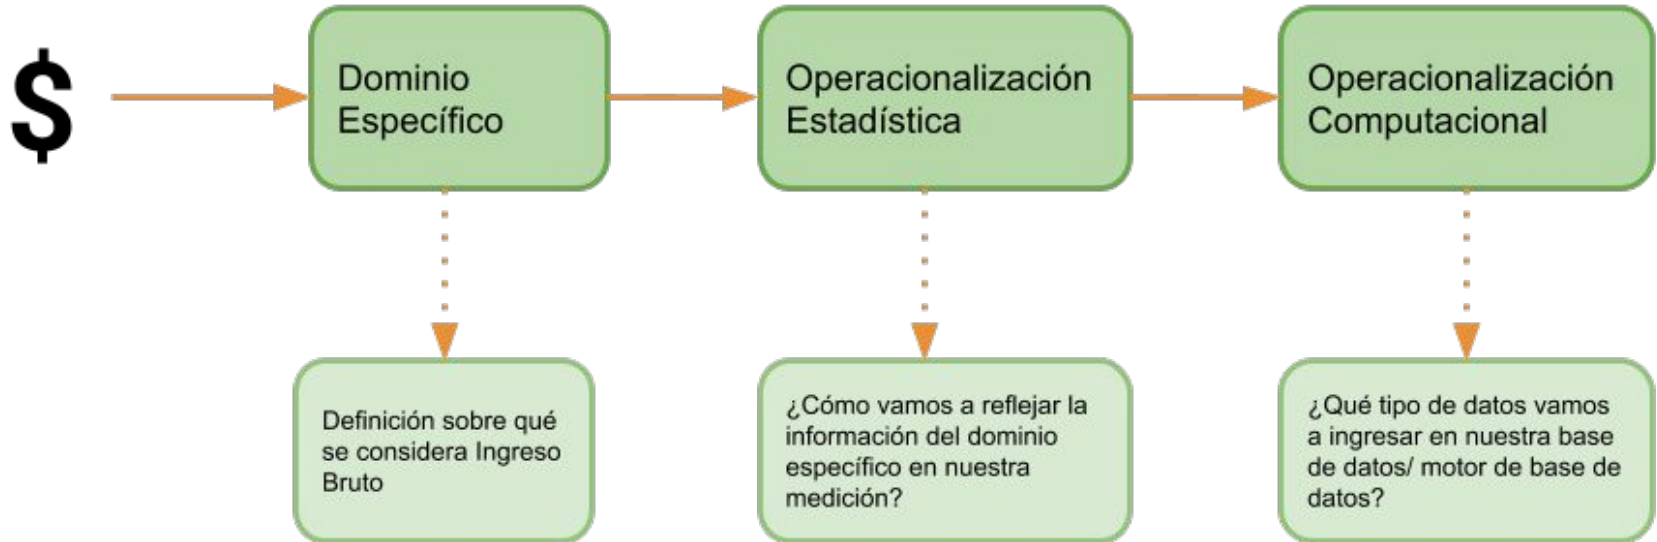 $
Dominio
Específico
Operacionalización
Estadística
Operacionalización
Computacional
Definición sobre qué
se considera Ingreso
Bruto
¿Cómo vamos a reflejar la
información del dominio
específico en nuestra
medición?
¿Qué tipo de datos vamos
a ingresar en nuestra base
de datos/ motor de base de
datos?